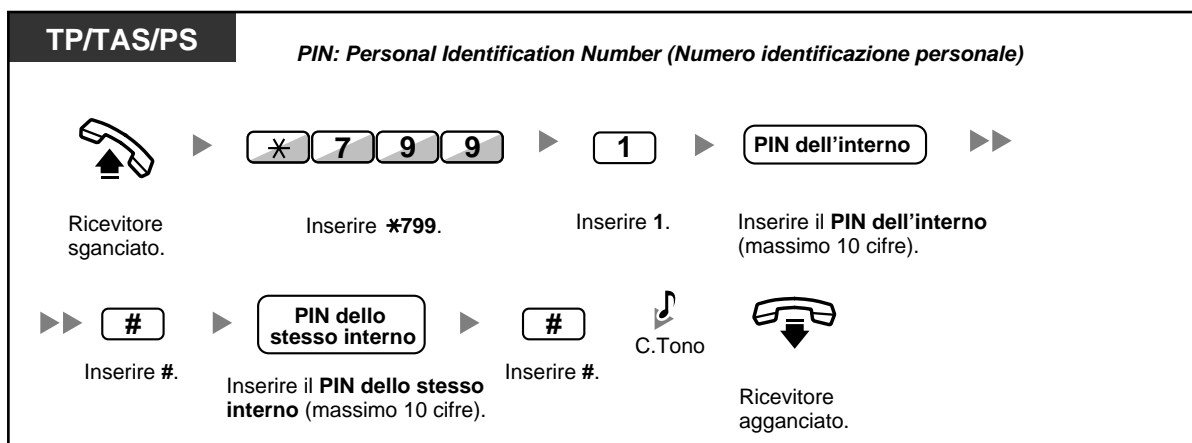 TP/TAS/PS
PIN: Personal Identification Number (Numero identificazione personale)
* 7 9 9
1
PIN dell'interno
Ricevitore
sganciato.
Inserire *799.
Inserire 1.
Inserire il PIN dell'interno
(massimo 10 cifre).
#
PIN dello
stesso interno
#
C.Tono
Inserire #.
Inserire il PIN dello stesso
interno (massimo 10 cifre).
Inserire #.
Ricevitore
agganciato.